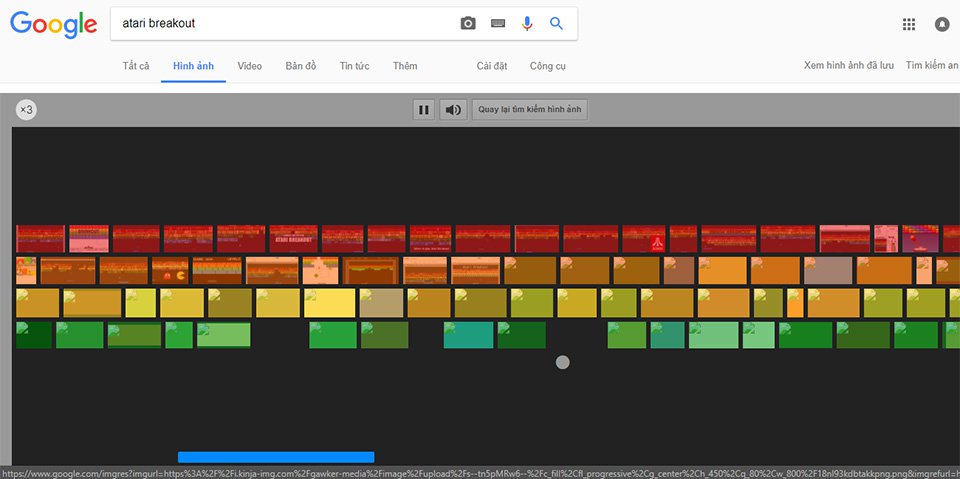 Google
atari breakout
Tất cả Hình ảnh Video Bản đồ Tin tức Thêm Cài đặt Công cụ Xem hình ảnh đã lưu Tìm kiếm an
×3 Quay lại tìm kiếm hình ảnh
ATARI BREAKOUT
https://www.google.com/imgres?imgurl=https%3A%2F%2Fi.kinja-img.com%2Fgawker-media%2Fimage%2Fupload%2Fs--tn5pMRw6--%2Fc_fill%2Cfl_progressive%2Cg_center%2Ch_450%2Cq_80%2Cw_800%2F18nl93kdbtakkpng.png&imgrefurl=h